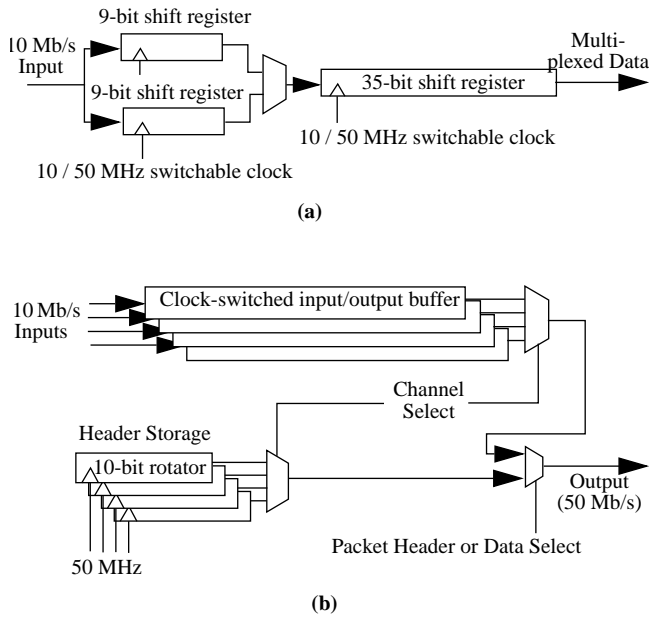 9-bit shift register
10 Mb/s
Input
Multi-
plexed Data
35-bit shift register
9-bit shift register
10 / 50 MHz switchable clock
10 / 50 MHz switchable clock
(a)
10 Mb/s
Inputs
Clock-switched input/output buffer
Channel
Select
Header Storage
10-bit rotator
Output
(50 Mb/s)
50 MHz
Packet Header or Data Select
(b)